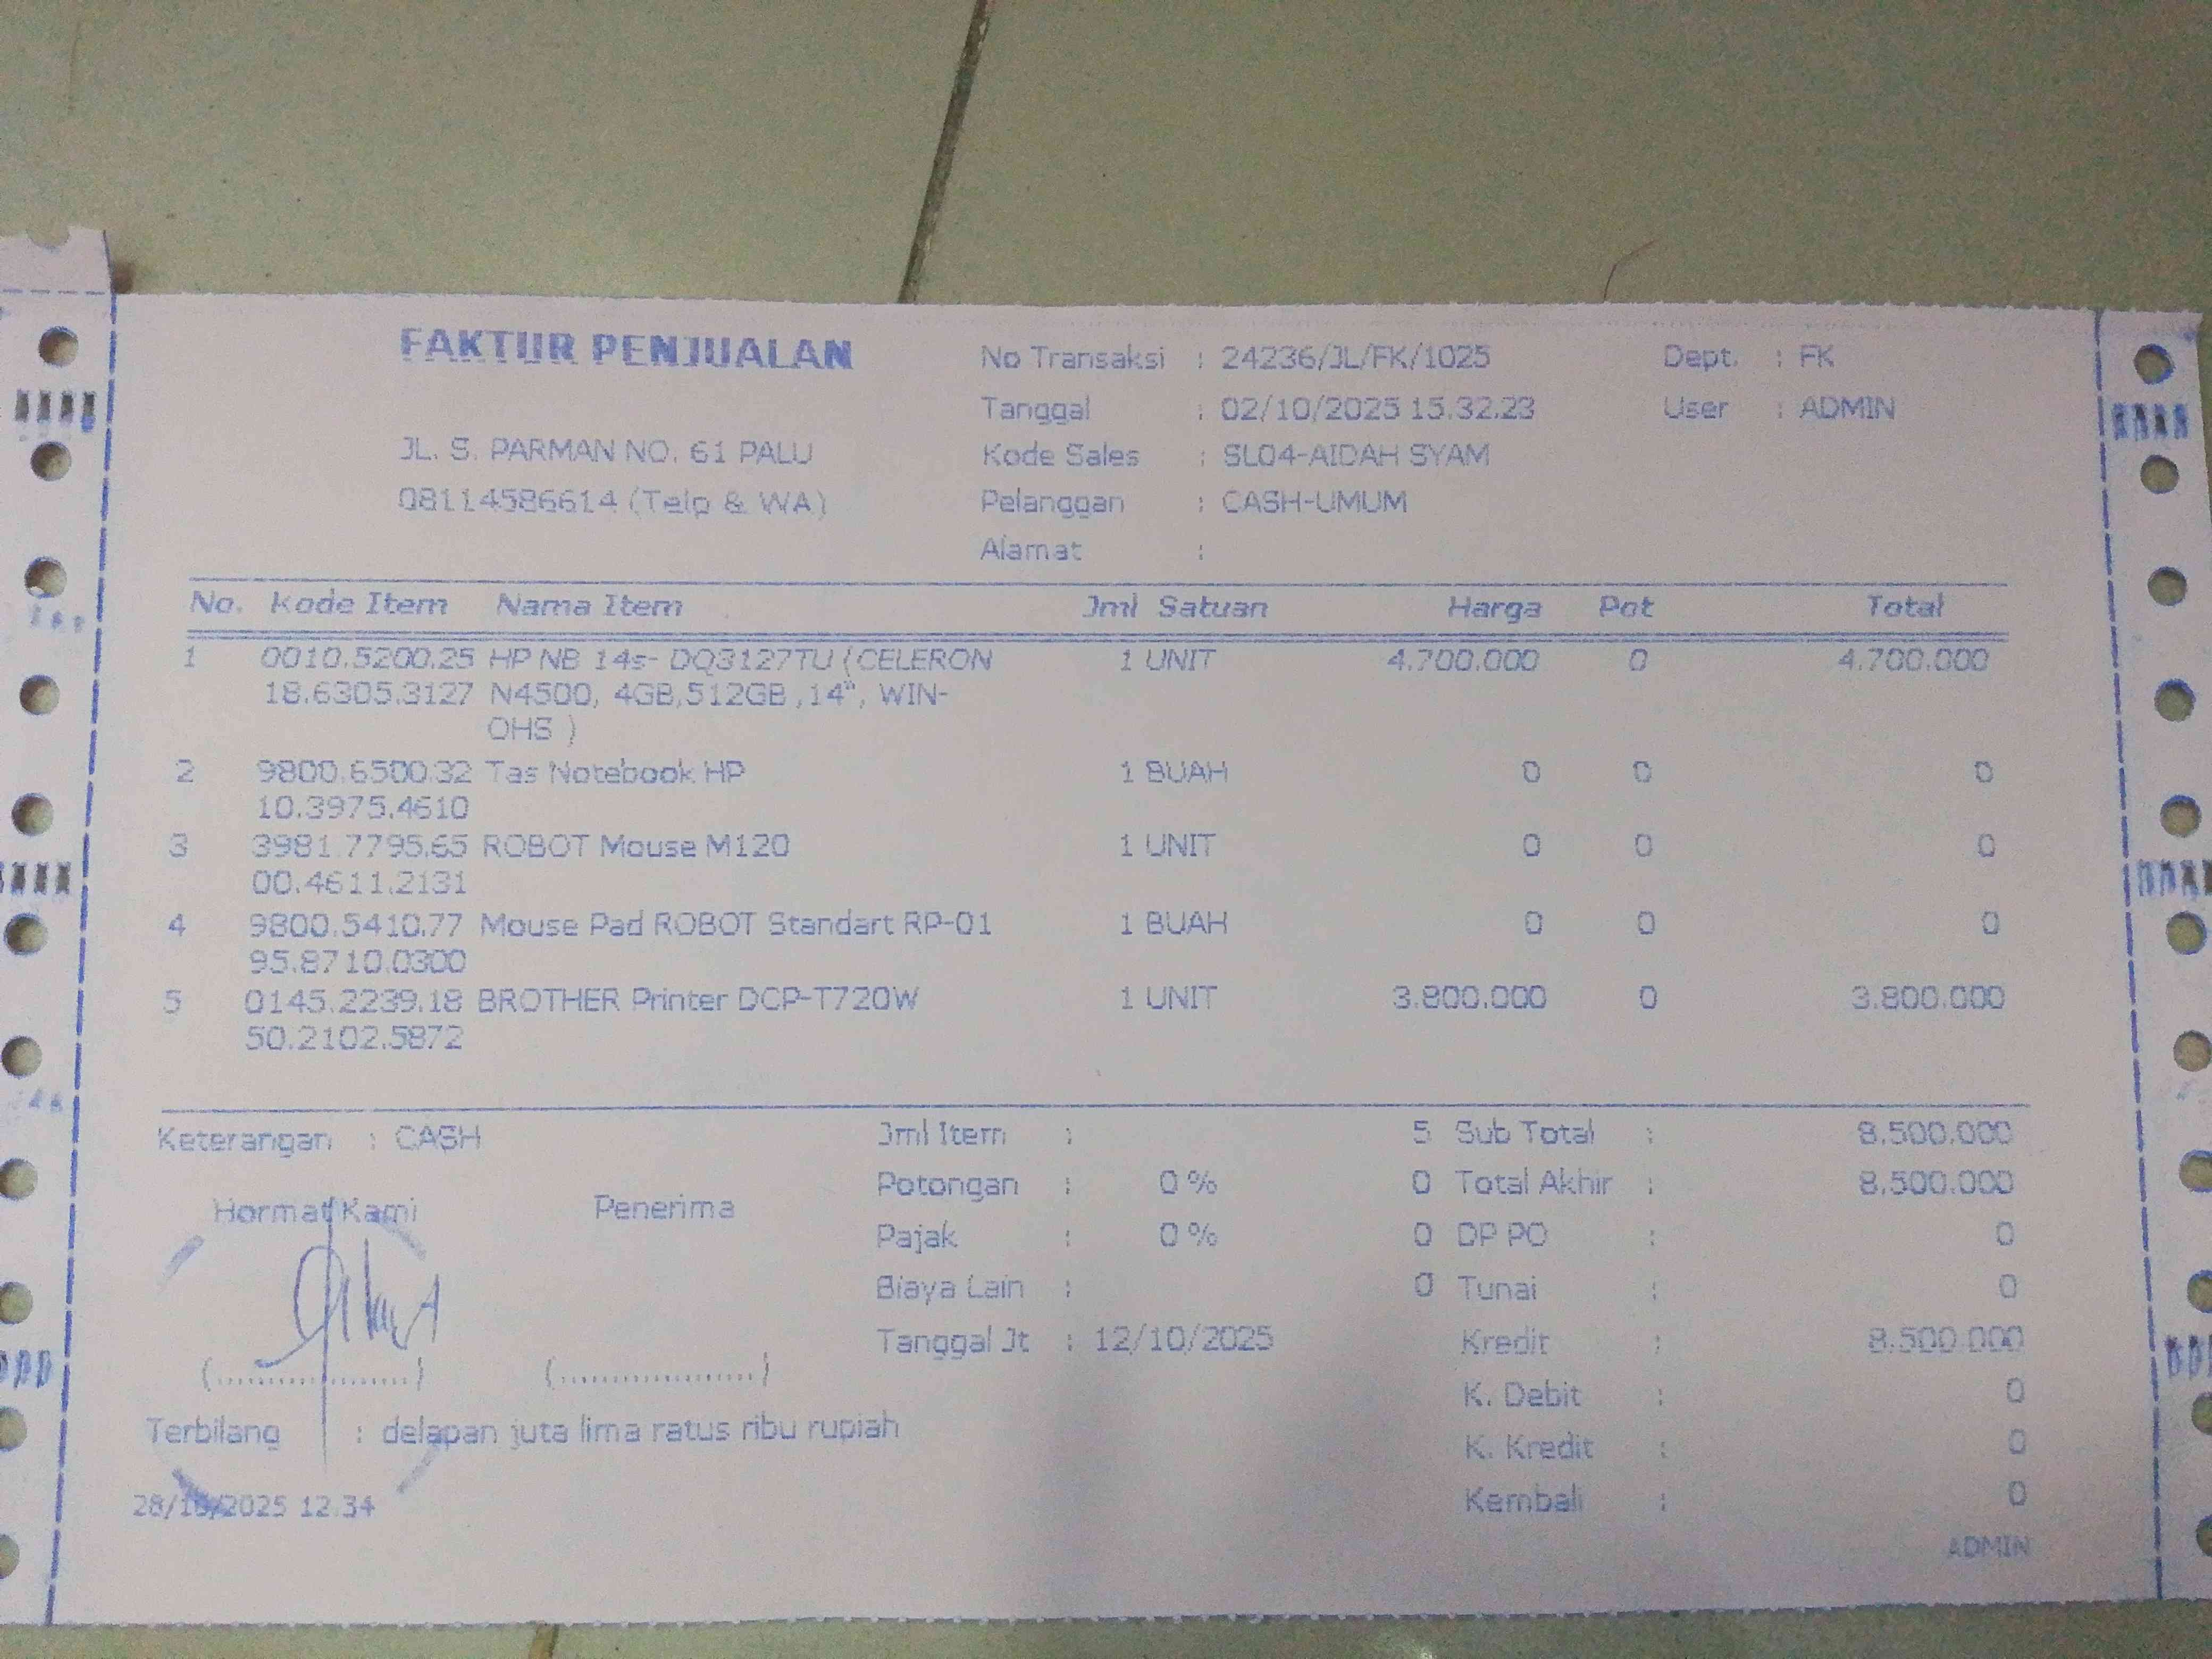 FAKTUR PENJUALAN
JL. S. PARMAN NO. 61 PALU
08114586614 (Telp & WA)
No Transaksi : 24236/JL/FK/1025
Tanggal : 02/10/2025 15.32.23
Kode Sales : SL04-AIDAH SYAM
Pelanggan : CASH-UMUM
Alamat :
Dept. : FK
User : ADMIN
No. Kode Item Nama Item Jml Satuan Harga Pot Total
1 0010.5200.25 HP NB 14s- DQ3127TU (CELERON 1 UNIT 4.700.000 0 4.700.000
18.6305.3127 N4500, 4GB,512GB ,14", WIN-
OHS )
2 9800.6500.32 Tas Notebook HP 1 BUAH 0 0 0
10.3975.4610
3 3981.7795.65 ROBOT Mouse M120 1 UNIT 0 0 0
00.4611.2131
4 9800.5410.77 Mouse Pad ROBOT Standart RP-01 1 BUAH 0 0 0
95.8710.0300
5 0145.2239.18 BROTHER Printer DCP-T720W 1 UNIT 3.800.000 0 3.800.000
50.2102.5872
Keterangan : CASH
Hormat Kami Penerima
(....................) (....................)
Terbilang : delapan juta lima ratus ribu rupiah
28/10/2025 12.34
Jml Item : 5
Potongan : 0 % 0
Pajak : 0 % 0
Biaya Lain : 0
Tanggal Jt : 12/10/2025
Sub Total : 8.500.000
Total Akhir : 8.500.000
DP PO : 0
Tunai : 0
Kredit : 8.500.000
K. Debit : 0
K. Kredit : 0
Kembali : 0
ADMIN